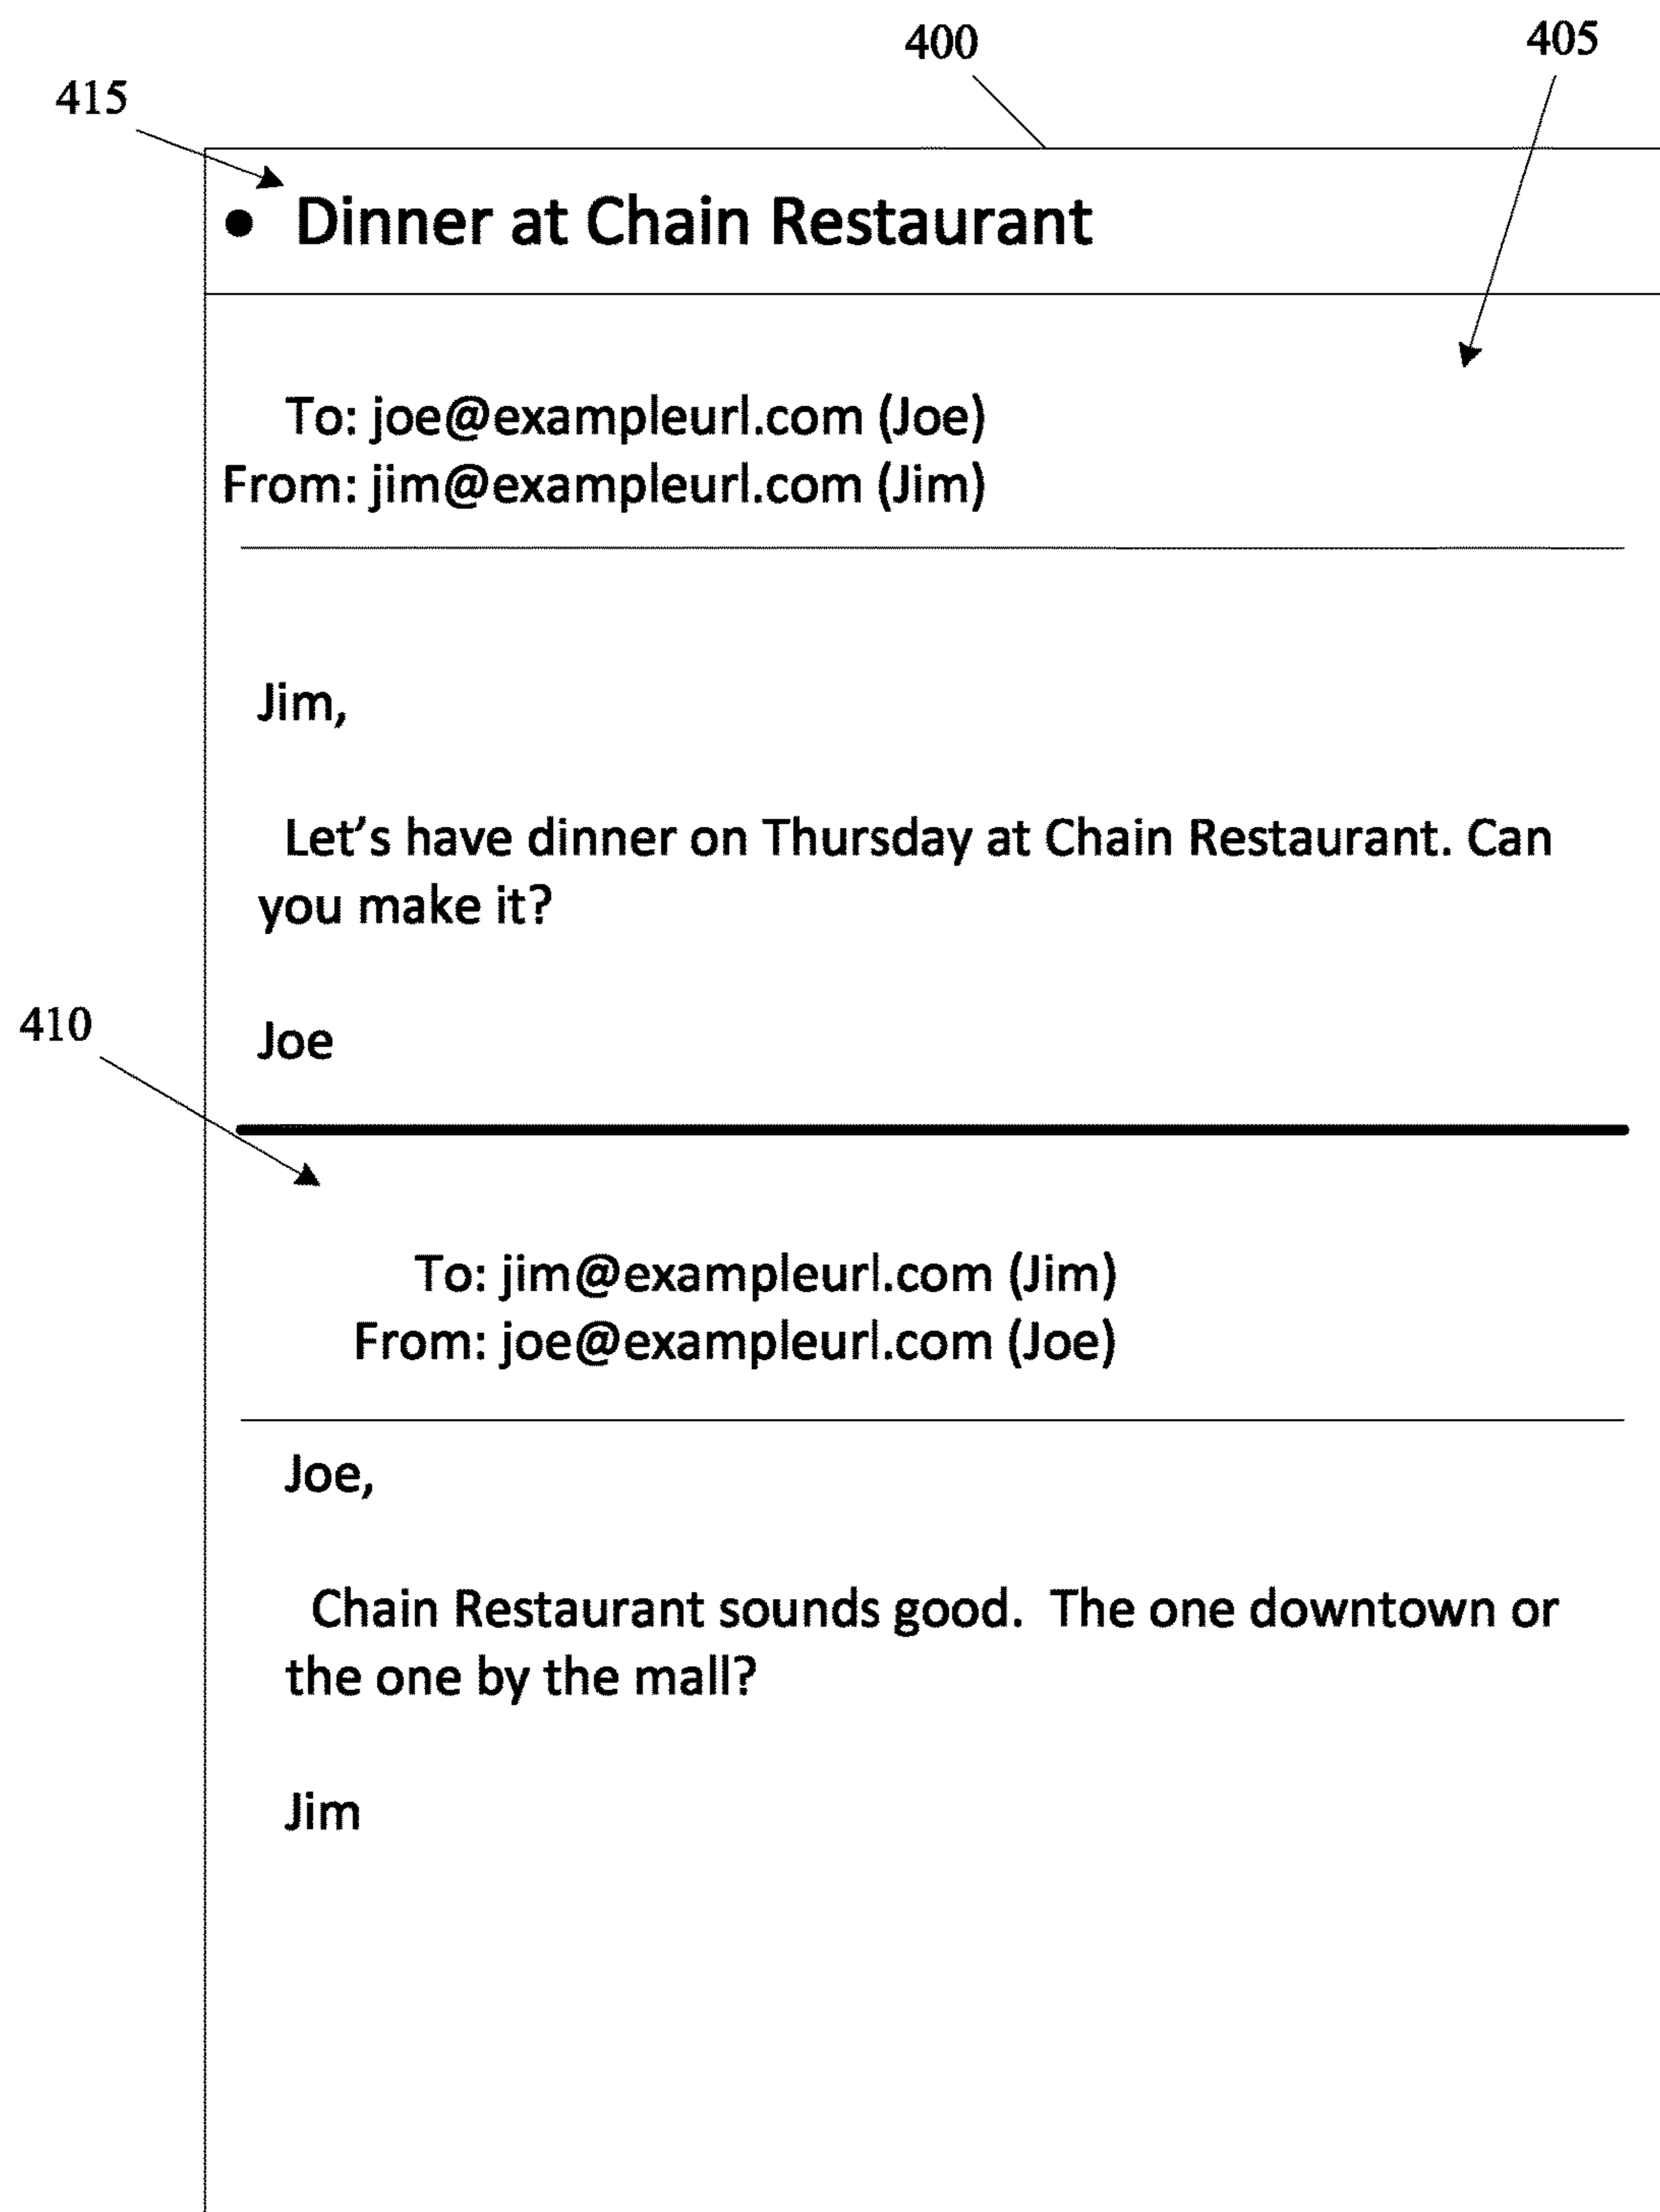 400
405
415
• Dinner at Chain Restaurant
To: joe@exampleurl.com (Joe)
From: jim@exampleurl.com (Jim)
Jim,
Let's have dinner on Thursday at Chain Restaurant. Can
you make it?
Joe
410
To: jim@exampleurl.com (Jim)
From: joe@exampleurl.com (Joe)
Joe,
Chain Restaurant sounds good. The one downtown or
the one by the mall?
Jim